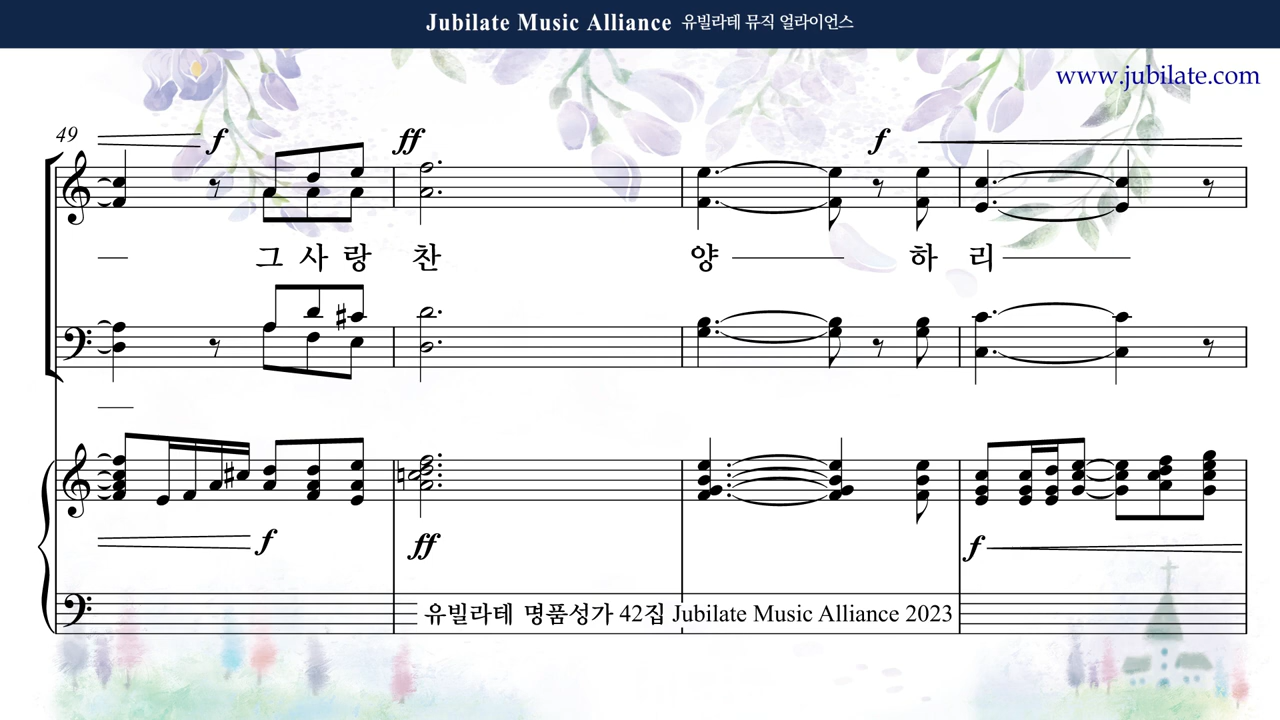 Jubilate Music Alliance 유빌라테 뮤직 얼라이언스
www.jubilate.com
49
f ff f
그 사 랑 찬 양 하 리
f ff f
유빌라테 명품성가 42집 Jubilate Music Alliance 2023